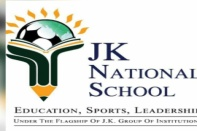 JK
NATIONAL
SCHOOL
EDUCATION, SPORTS, LEADERSHI
UNDER THE FLAGSHIP OF J.K. GROUP OF INSTITUTION